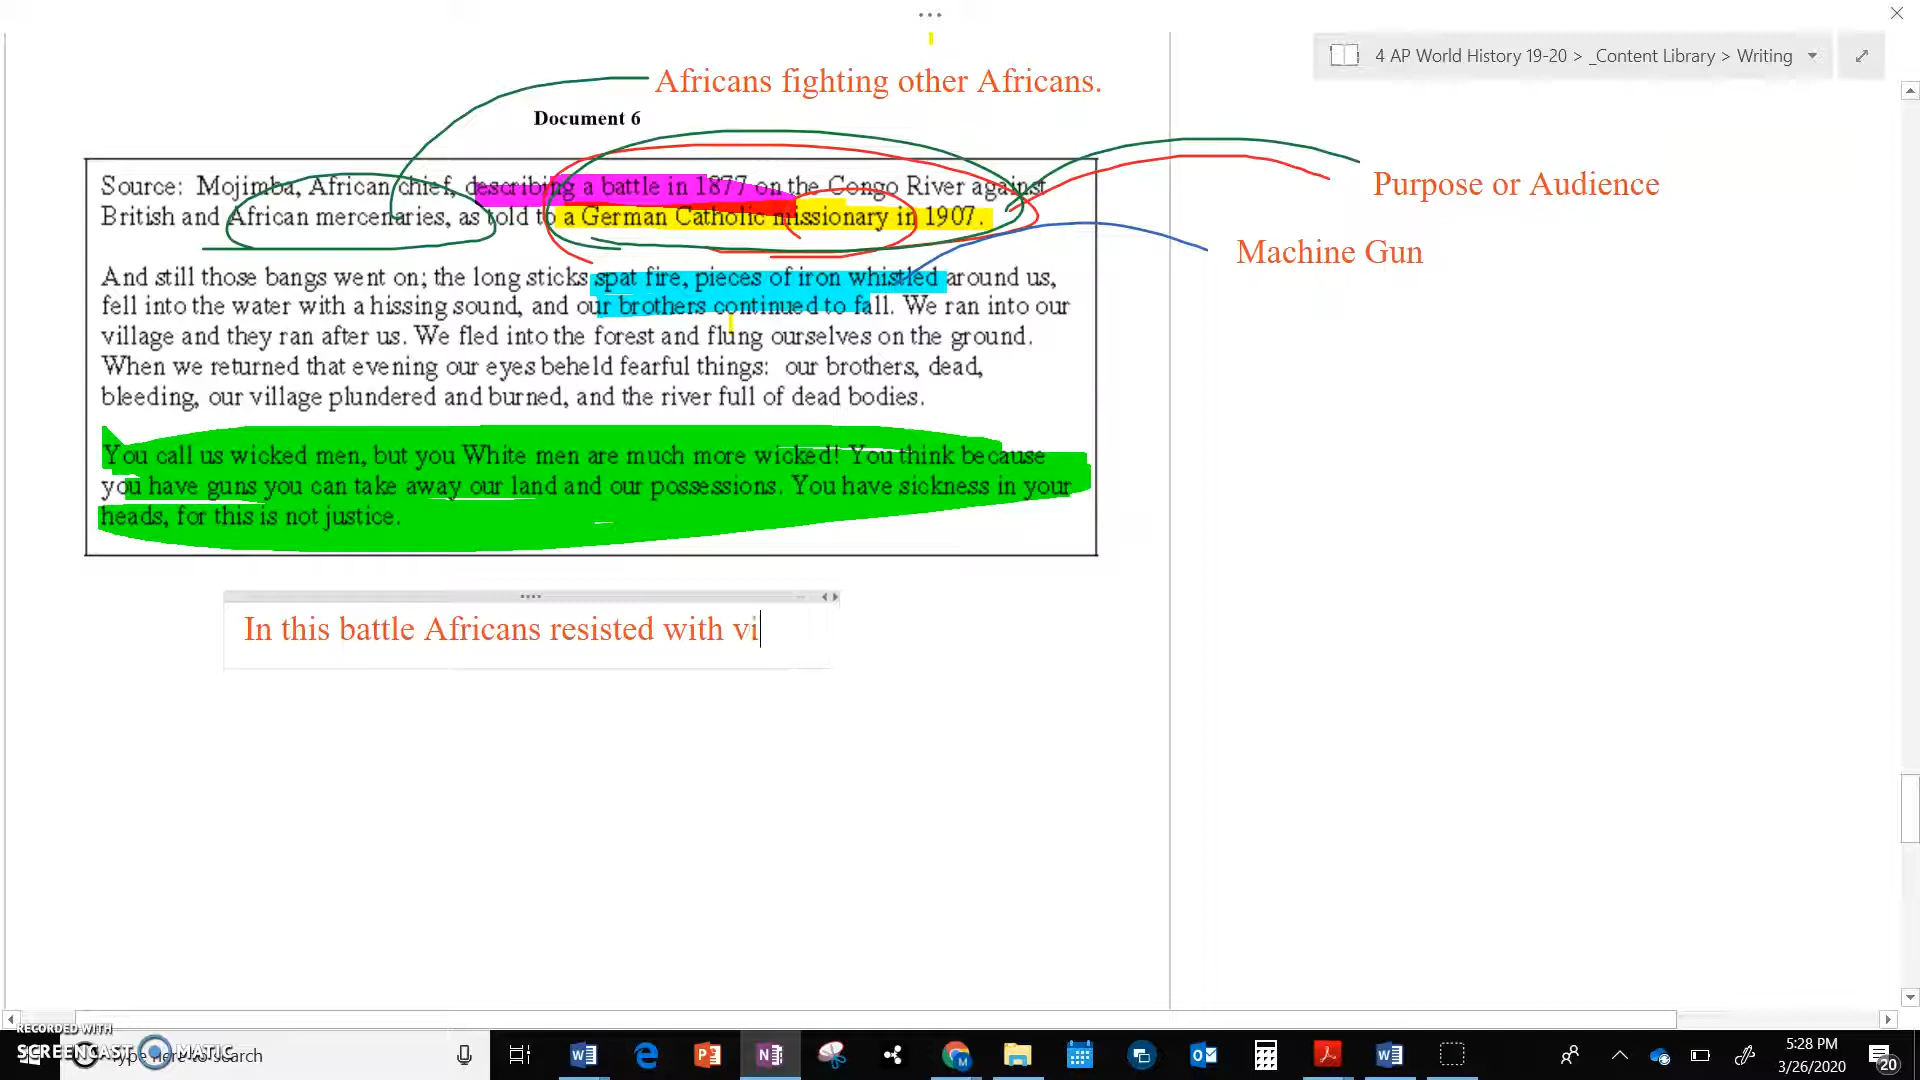 4 AP World History 19-20 > _Content Library > Writing
Africans fighting other Africans.
Document 6
Source: Mojimba, African chief, describing a battle in 1877 on the Congo River against
British and African mercenaries, as told to a German Catholic missionary in 1907.
Purpose or Audience
Machine Gun
And still those bangs went on; the long sticks spat fire, pieces of iron whistled around us,
fell into the water with a hissing sound, and our brothers continued to fall. We ran into our
village and they ran after us. We fled into the forest and flung ourselves on the ground.
When we returned that evening our eyes beheld fearful things: our brothers, dead,
bleeding, our village plundered and burned, and the river full of dead bodies.
You call us wicked men, but you White men are much more wicked! You think because
you have guns you can take away our land and our possessions. You have sickness in your
heads, for this is not justice.
In this battle Africans resisted with vi
RECORDED WITH
SCREENCAST MATIC
Type here to search
5:28 PM
3/26/2020
20